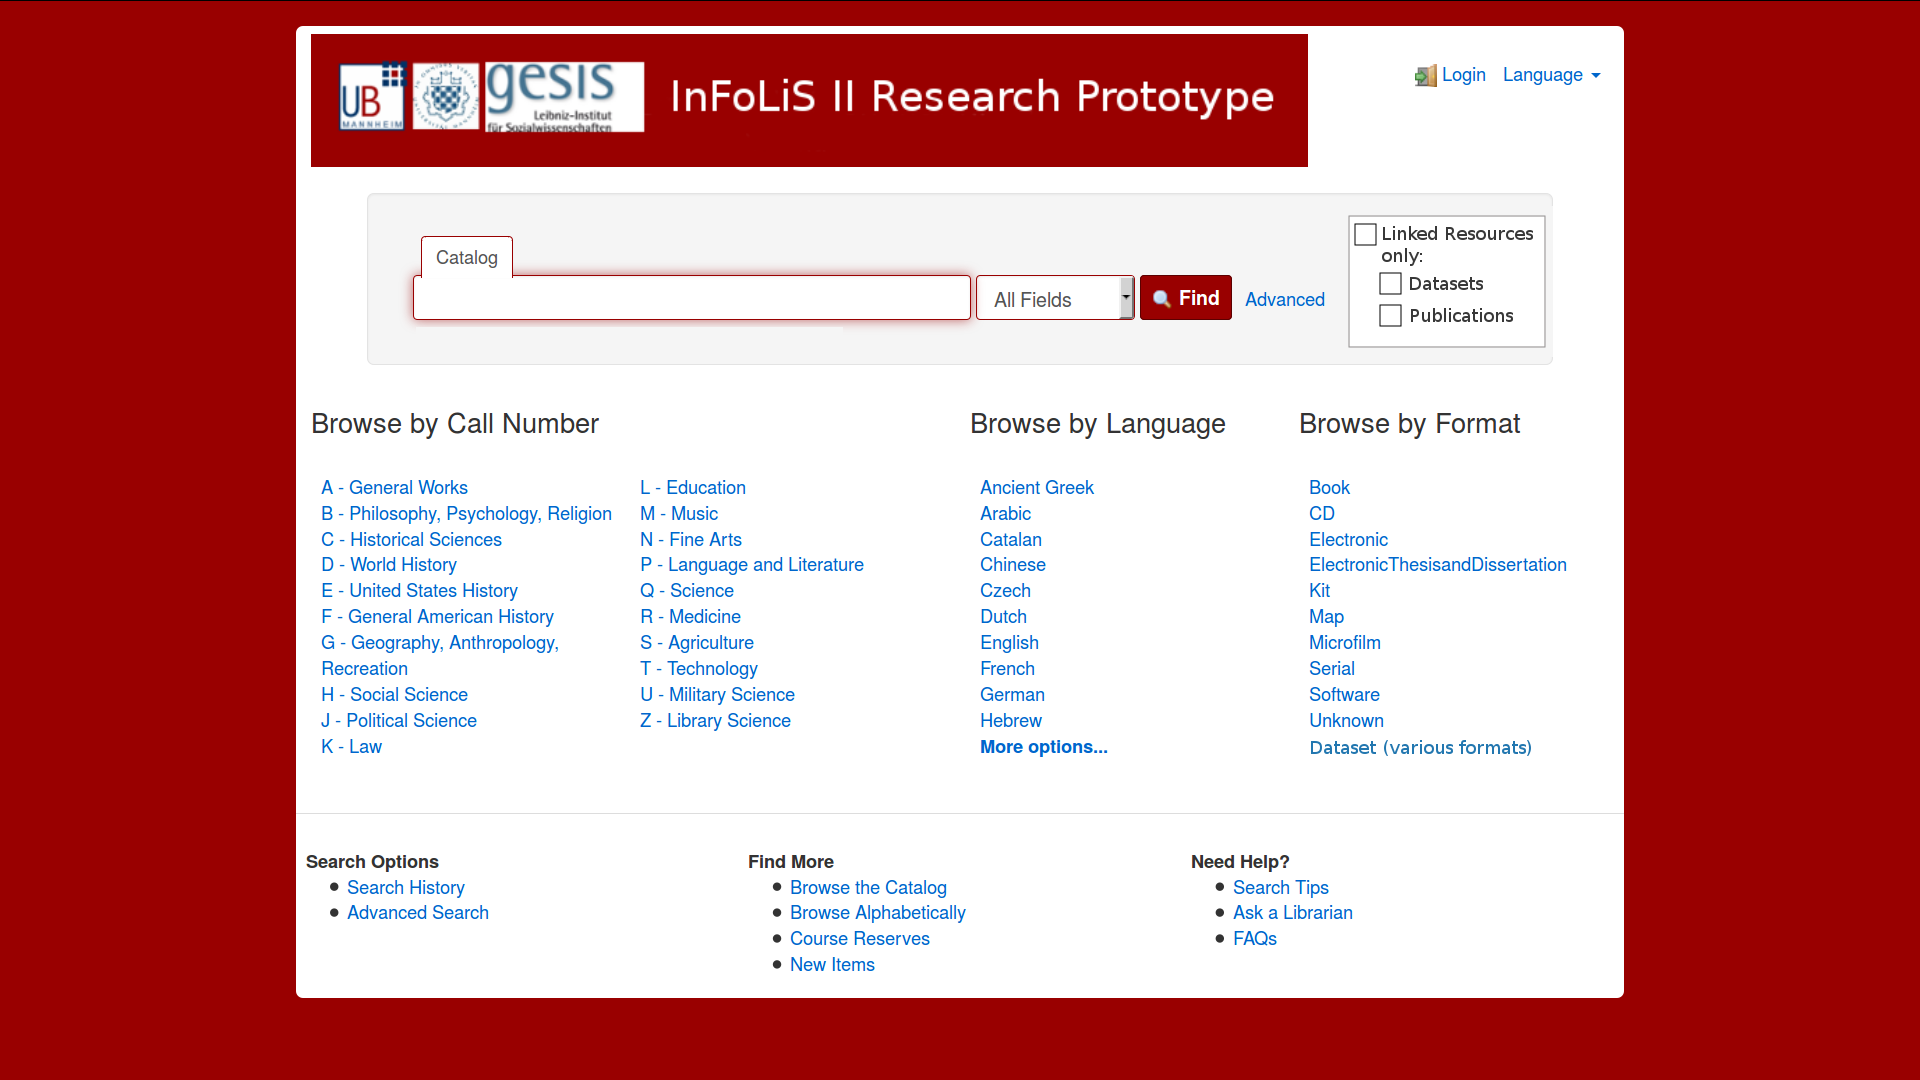 UB
MANNHEIM
gesis
Leibniz-Institut
für Sozialwissenschaften
InFoLiS II Research Prototype
Login
Language
Catalog
All Fields
Find
Advanced
Linked Resources
only:
Datasets
Publications
Browse by Call Number
A - General Works
B - Philosophy, Psychology, Religion
C - Historical Sciences
D - World History
E - United States History
F - General American History
G - Geography, Anthropology,
Recreation
H - Social Science
J - Political Science
K - Law
L - Education
M - Music
N - Fine Arts
P - Language and Literature
Q - Science
R - Medicine
S - Agriculture
T - Technology
U - Military Science
Z - Library Science
Browse by Language
Ancient Greek
Arabic
Catalan
Chinese
Czech
Dutch
English
French
German
Hebrew
More options...
Browse by Format
Book
CD
Electronic
ElectronicThesisandDissertation
Kit
Map
Microfilm
Serial
Software
Unknown
Dataset (various formats)
Search Options
Search History
Advanced Search
Find More
Browse the Catalog
Browse Alphabetically
Course Reserves
New Items
Need Help?
Search Tips
Ask a Librarian
FAQs